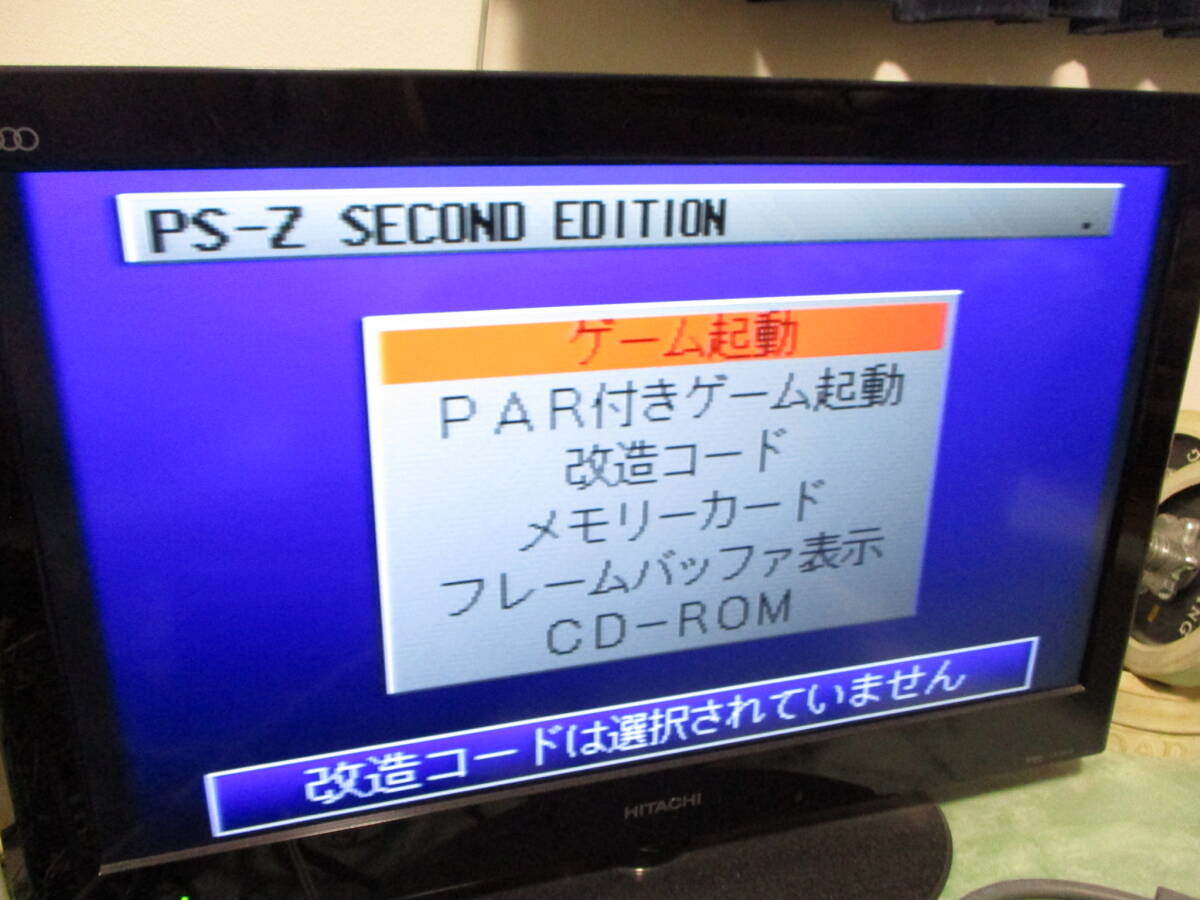 PS-Z SECOND EDITION
ゲーム起動
ＰＡＲ付きゲーム起動
改造コード
メモリーカード
フレームバッファ表示
ＣＤ－ＲＯＭ
改造コードは選択されていません
HITACHI